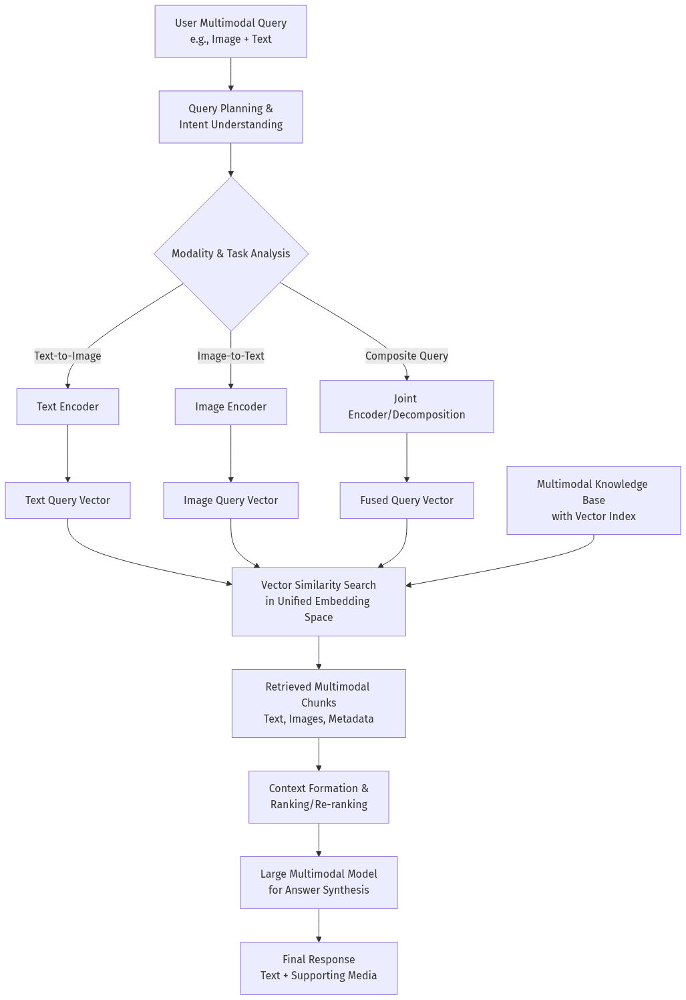 User Multimodal Query
e.g., Image + Text
Query Planning &
Intent Understanding
Modality & Task Analysis
Text-to-Image
Image-to-Text
Composite Query
Text Encoder
Image Encoder
Joint
Encoder/Decomposition
Text Query Vector
Image Query Vector
Fused Query Vector
Multimodal Knowledge
Base
with Vector Index
Vector Similarity Search
in Unified Embedding
Space
Retrieved Multimodal
Chunks
Text, Images, Metadata
Context Formation &
Ranking/Re-ranking
Large Multimodal Model
for Answer Synthesis
Final Response
Text + Supporting Media